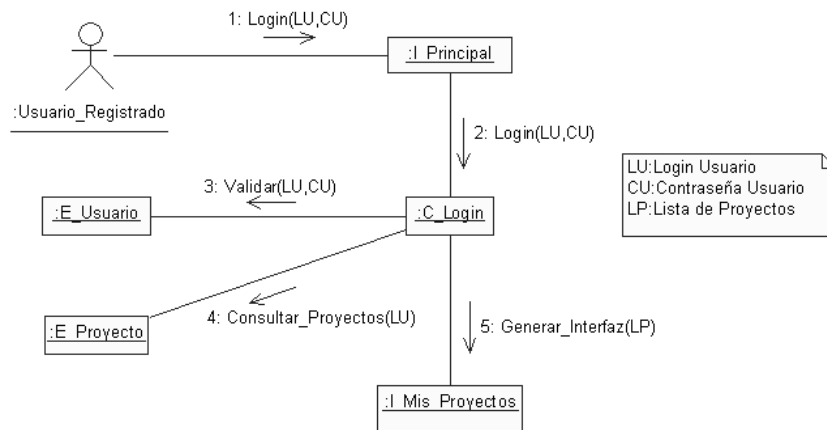 1: Login(LU,CU)
:I_Principal
:Usuario_Registrado
2: Login(LU,CU)
LU:Login Usuario
CU:Contraseña Usuario
LP:Lista de Proyectos
3: Validar(LU,CU)
:E_Usuario
:C_Login
4: Consultar_Proyectos(LU)
:E_Proyecto
5: Generar_Interfaz(LP)
:I_Mis_Proyectos